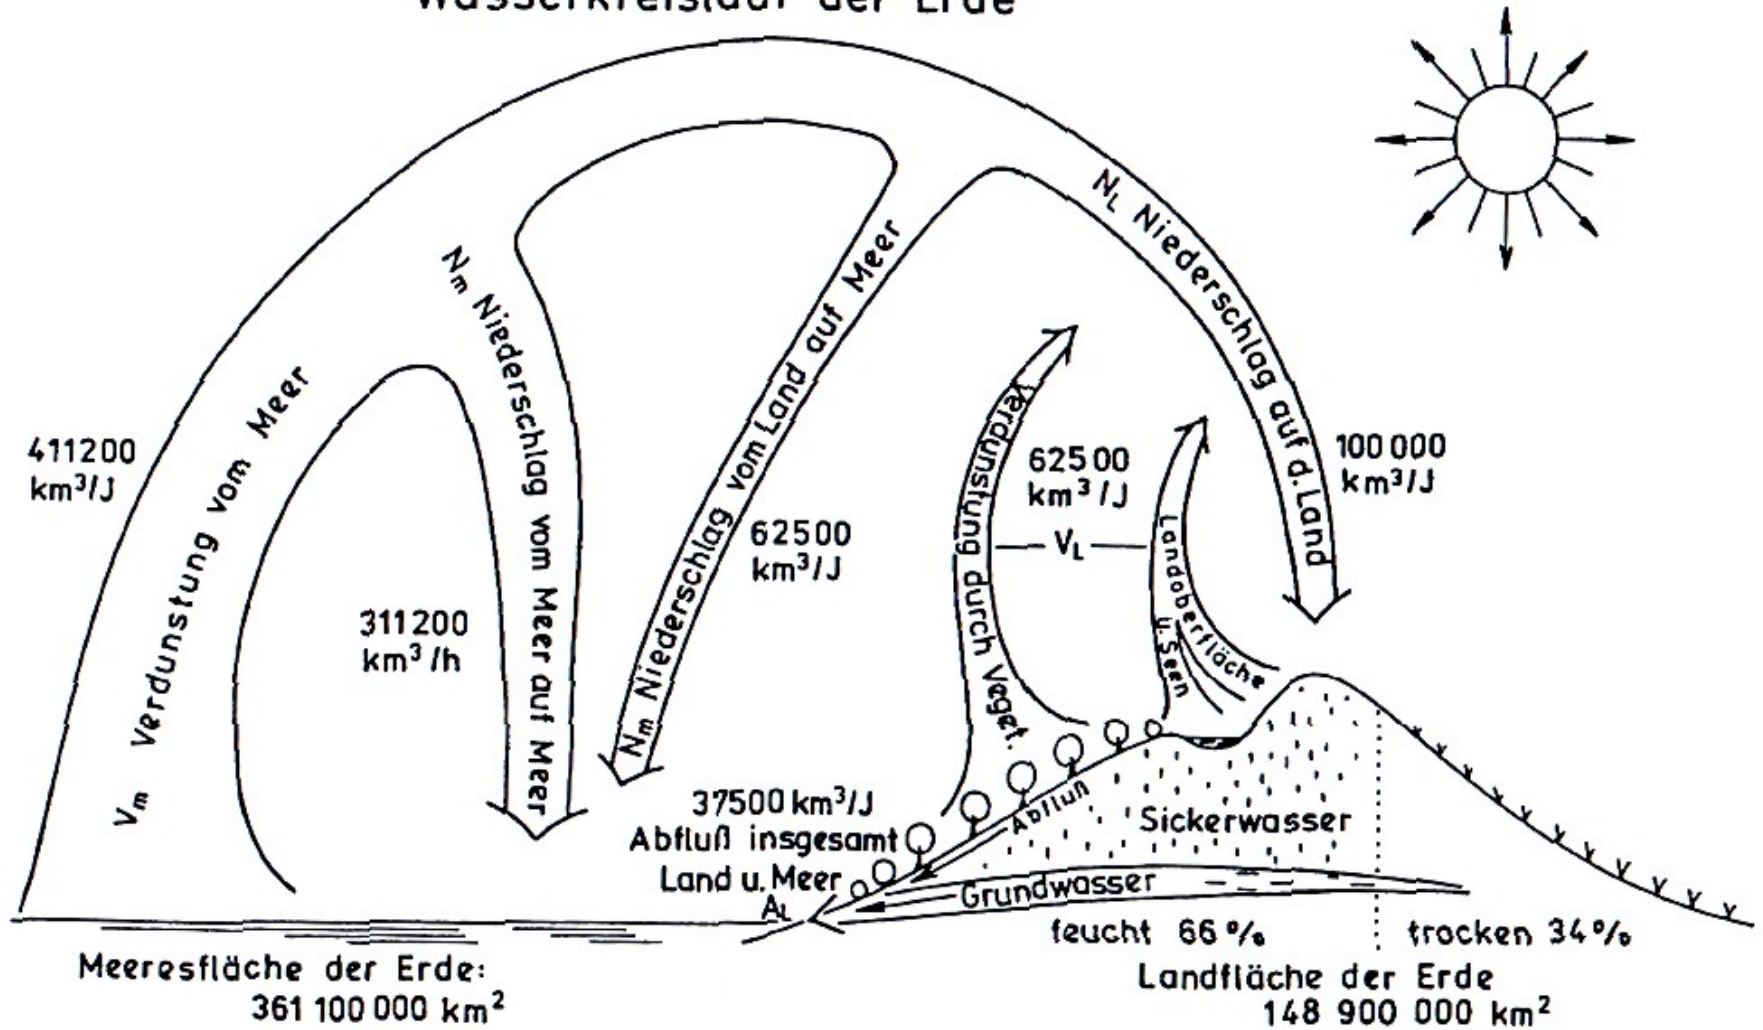 Wasserkreislauf der Erde
411200
km³/J
Vm Verdunstung vom Meer
311200
km³/h
Nm Niederschlag vom Meer auf Meer
Nm Niederschlag vom Land auf Meer
62500
km³/J
Verdunstung durch Veget.
62500
km³/J
VL
Landoberfläche
u. Seen
NL Niederschlag auf d. Land
100 000
km³/J
37500 km³/J
Abfluß insgesamt
Land u. Meer
AL
Abfluß
Sickerwasser
Grundwasser
feucht 66%
trocken 34%
Meeresfläche der Erde:
361 100 000 km²
Landfläche der Erde
148 900 000 km²